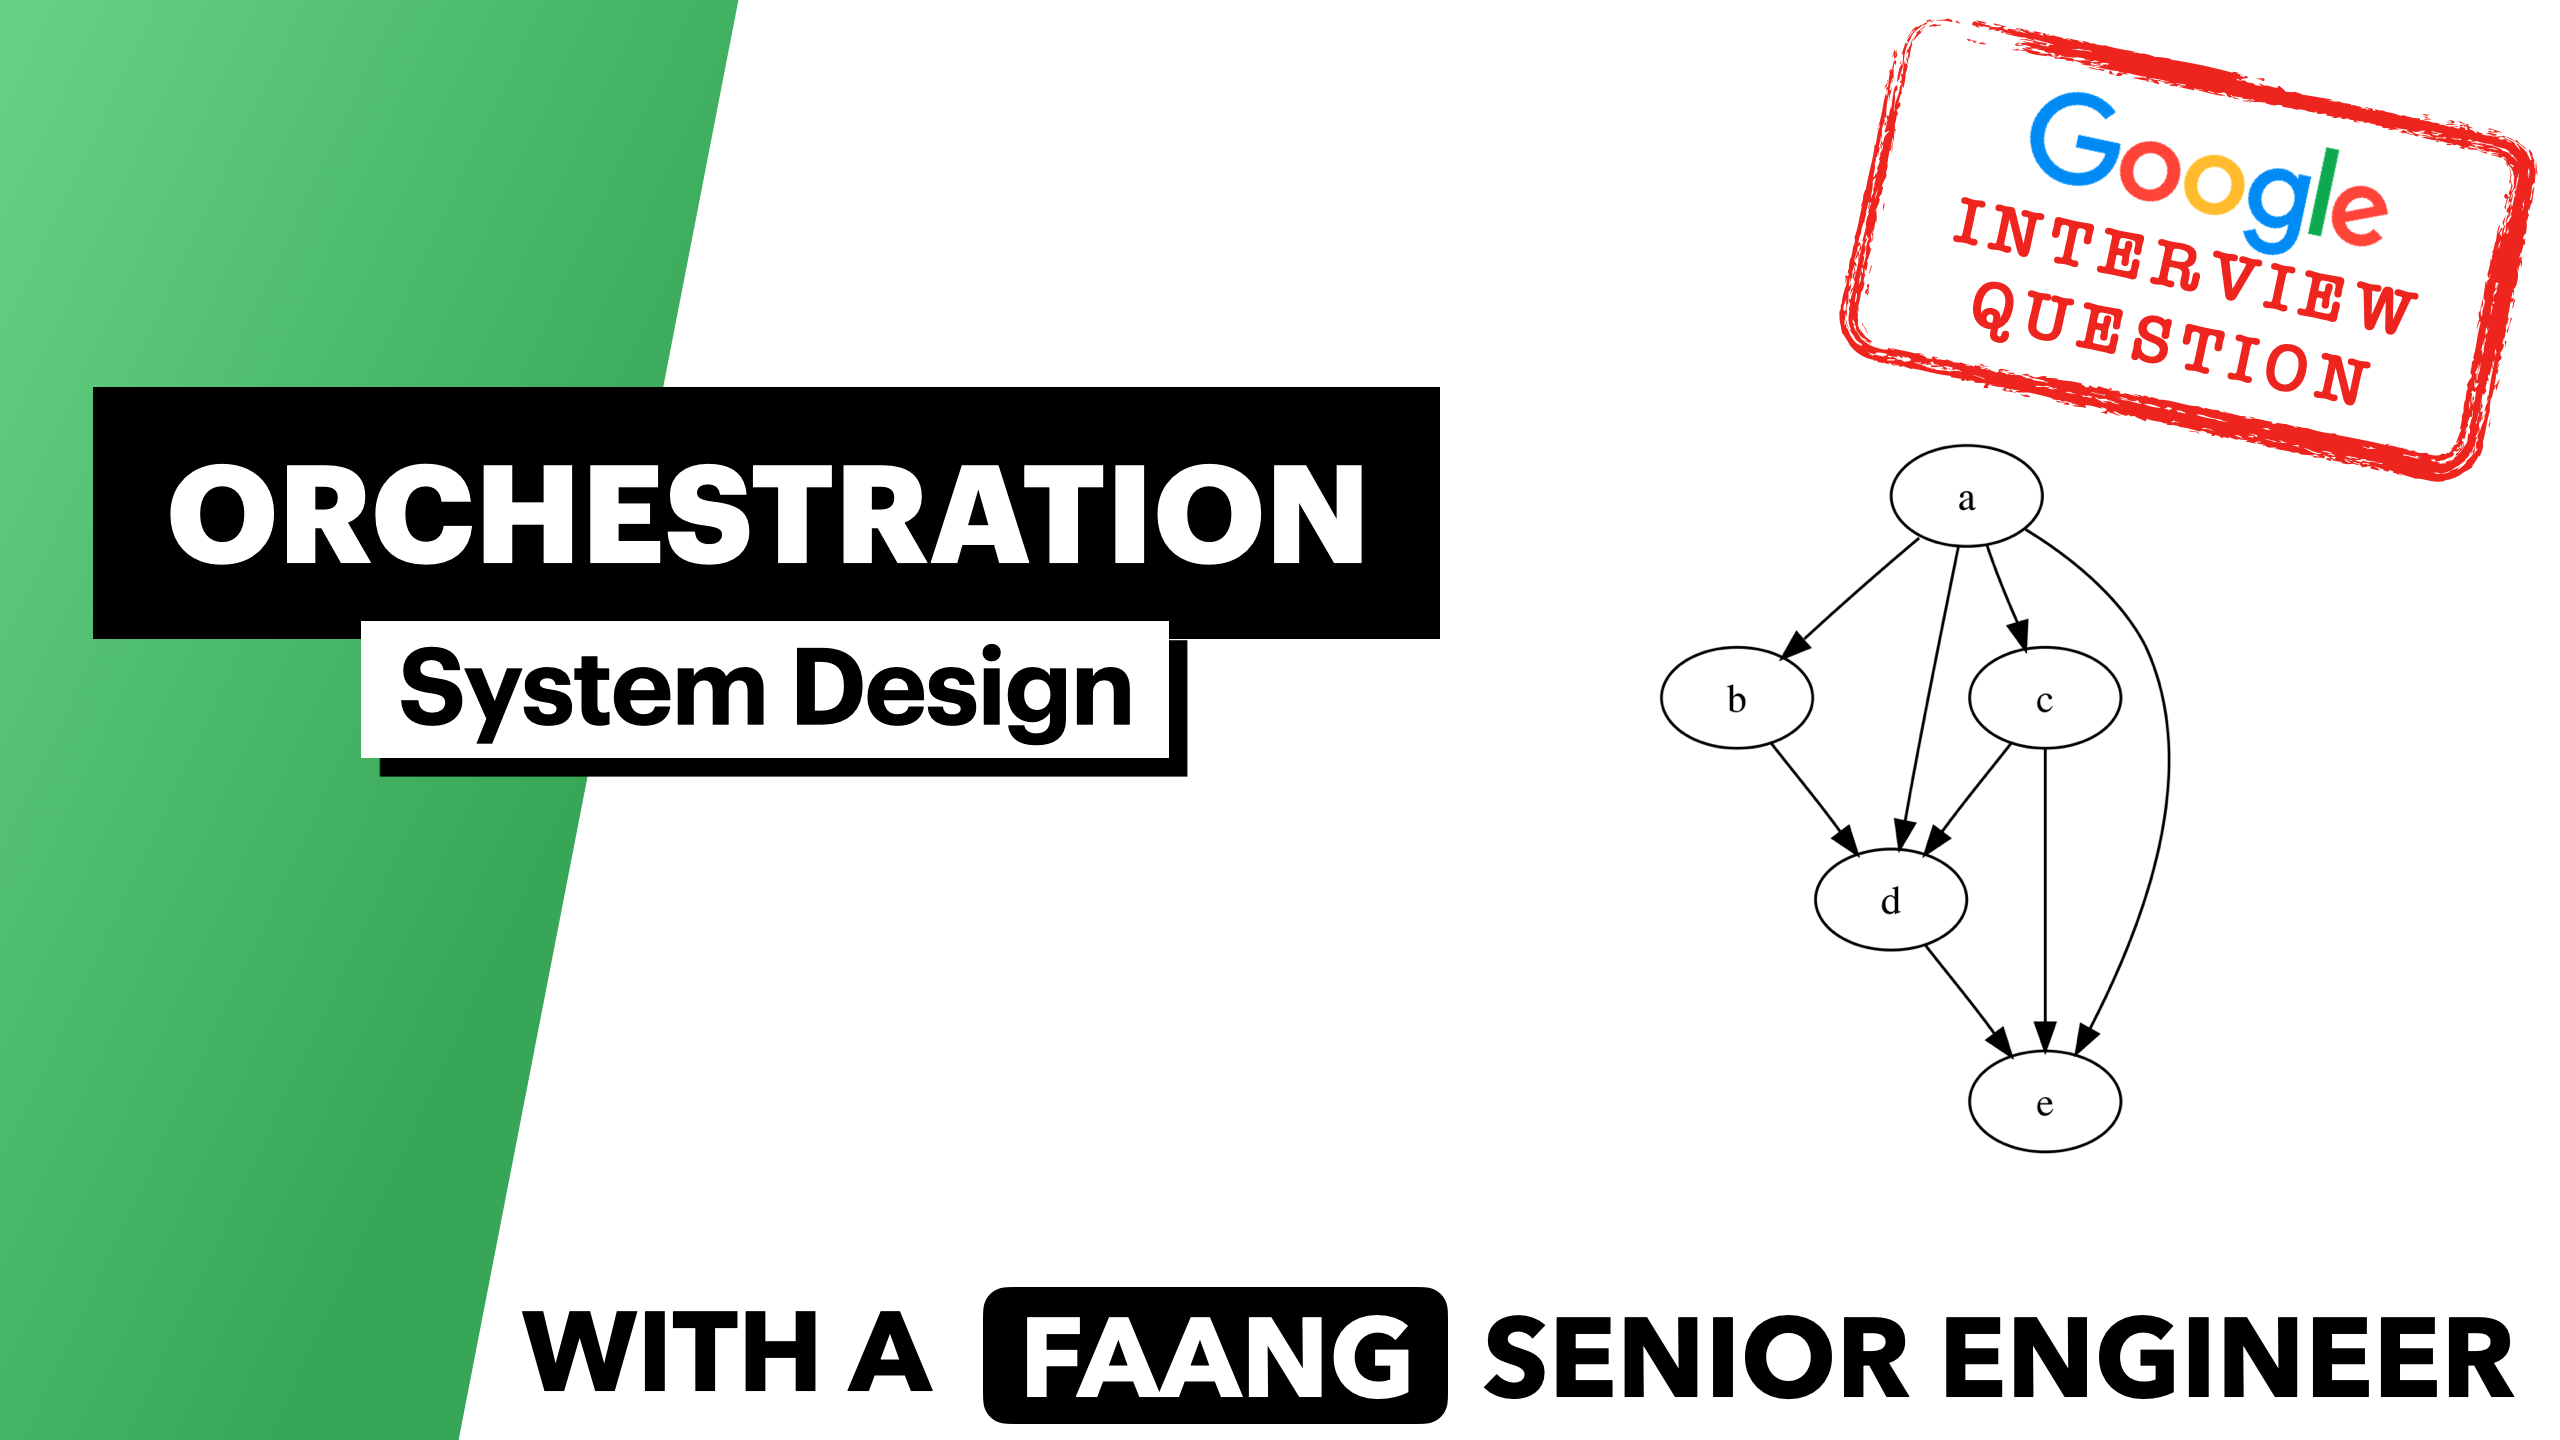 ORCHESTRATION
System Design
Google
INTERVIEW
QUESTION
a
b
c
d
e
WITH A FAANG SENIOR ENGINEER